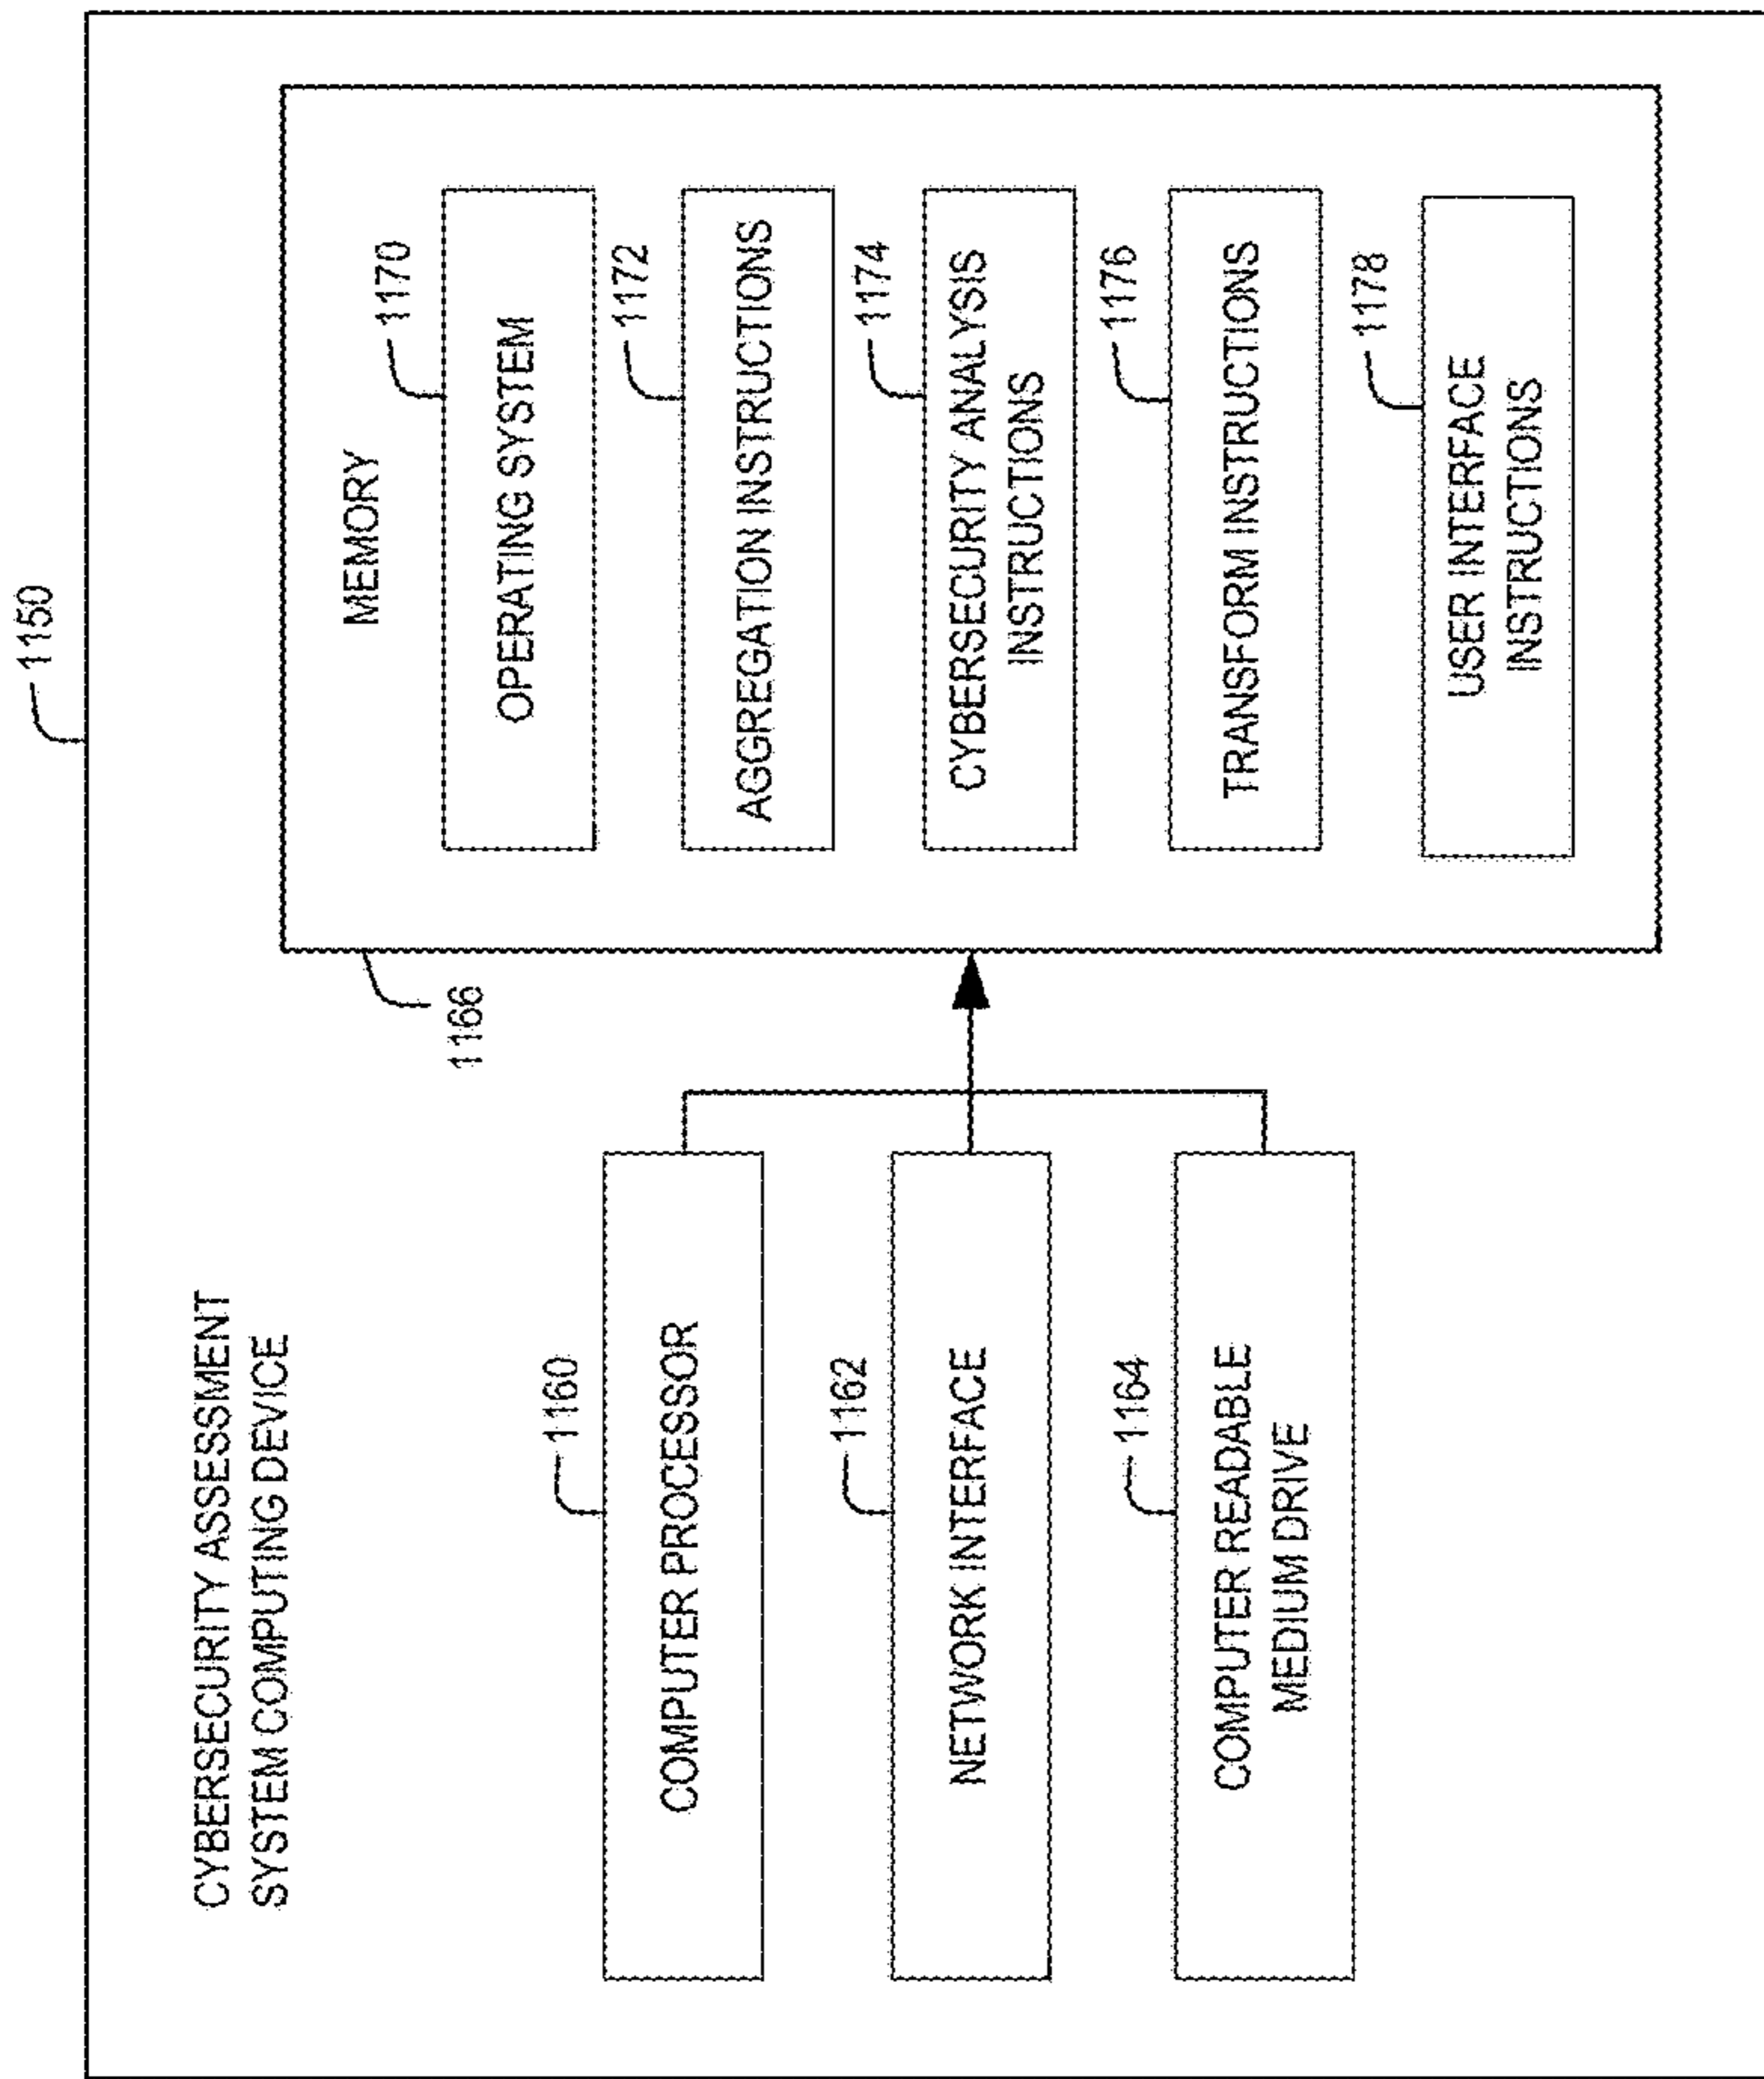 1150
CYBERSECURITY ASSESSMENT
SYSTEM COMPUTING DEVICE
1160
COMPUTER PROCESSOR
1162
NETWORK INTERFACE
1164
COMPUTER READABLE
MEDIUM DRIVE
1166
MEMORY
1170
OPERATING SYSTEM
1172
AGGREGATION INSTRUCTIONS
1174
CYBERSECURITY ANALYSIS
INSTRUCTIONS
1176
TRANSFORM INSTRUCTIONS
1178
USER INTERFACE
INSTRUCTIONS